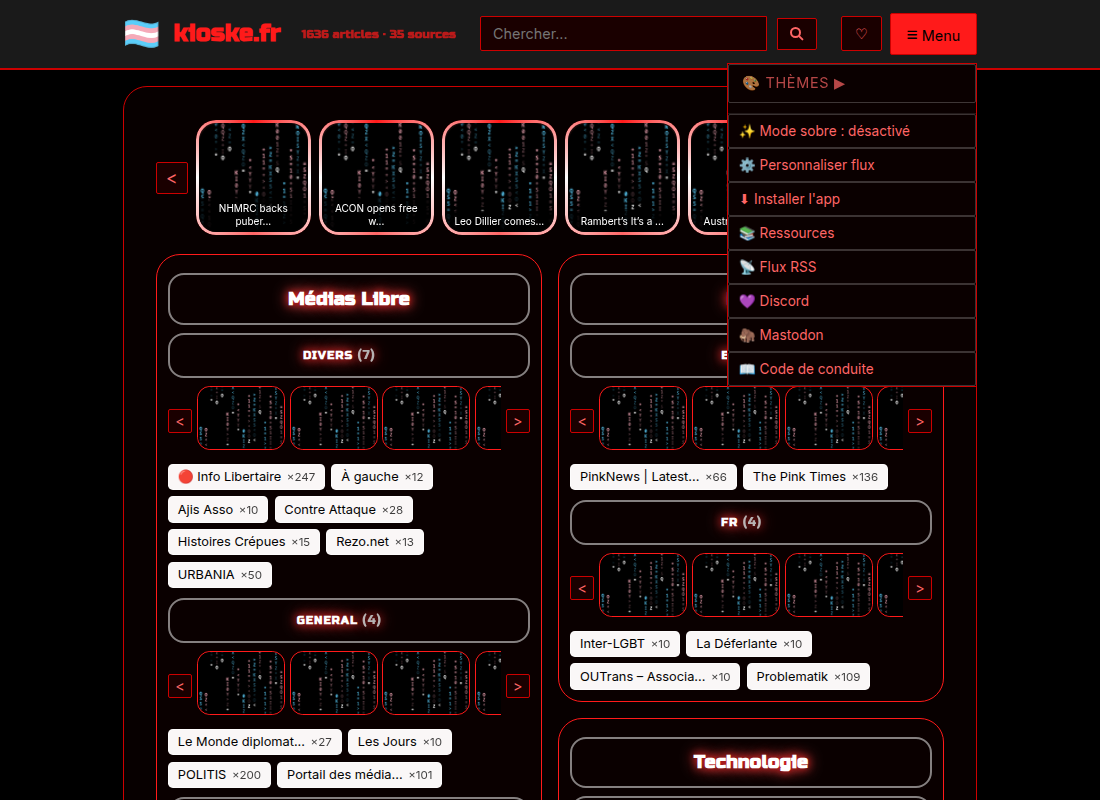 kioske.fr
1636 articles · 35 sources
Chercher...
♡
≡ Menu
🎨 THÈMES ▶
✨ Mode sobre : désactivé
⚙️ Personnaliser flux
⬇ Installer l'app
📚 Ressources
📡 Flux RSS
💜 Discord
🦣 Mastodon
📖 Code de conduite
<
NHMRC backs
puber...
ACON opens free
w...
Leo Dillier comes...
Rambert's It's a ...
Médias Libre
DIVERS (7)
<
>
🔴 Info Libertaire ×247
À gauche ×12
Ajis Asso ×10
Contre Attaque ×28
Histoires Crépues ×15
Rezo.net ×13
URBANIA ×50
GENERAL (4)
<
>
Le Monde diplomat... ×27
Les Jours ×10
POLITIS ×200
Portail des média... ×101
<
>
PinkNews | Latest... ×66
The Pink Times ×136
FR (4)
<
>
Inter-LGBT ×10
La Déferlante ×10
OUTrans – Associa... ×10
Problematik ×109
Technologie